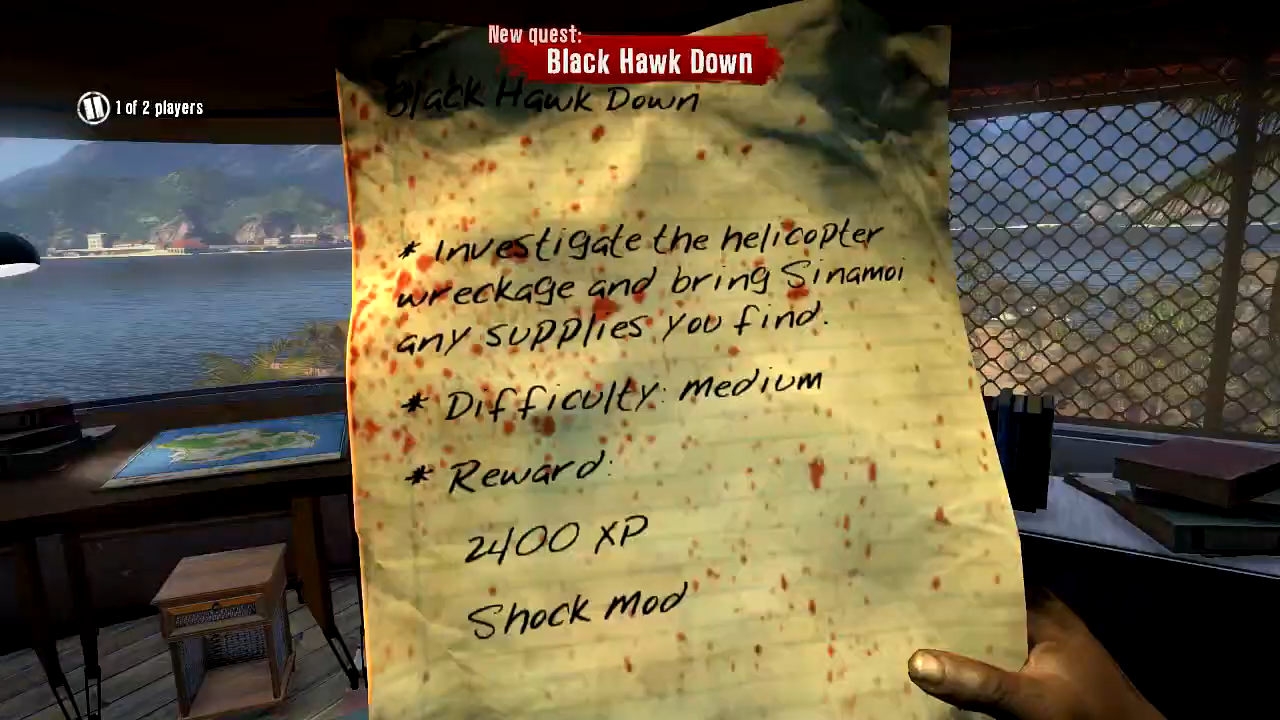 New quest:
Black Hawk Down
1 of 2 players
Black Hawk Down
* Investigate the helicopter
wreckage and bring Sinamoi
any supplies you find.
* Difficulty: medium
* Reward:
2400 XP
Shock mod